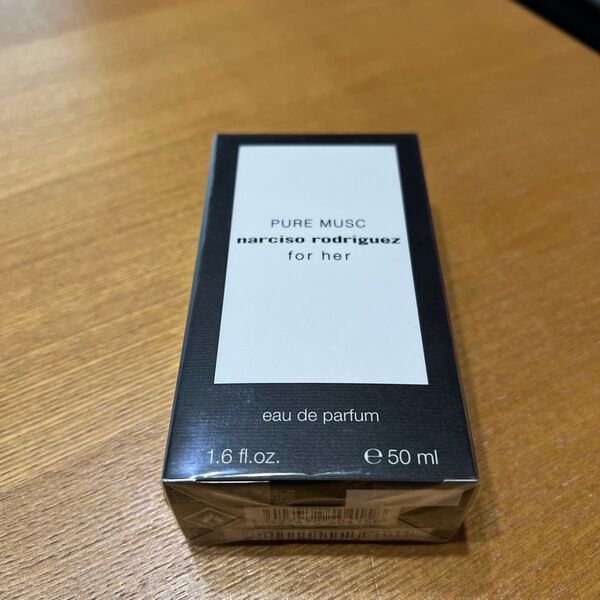 PURE MUSC
narciso rodriguez
for her
eau de parfum
1.6 fl.oz. e 50 ml